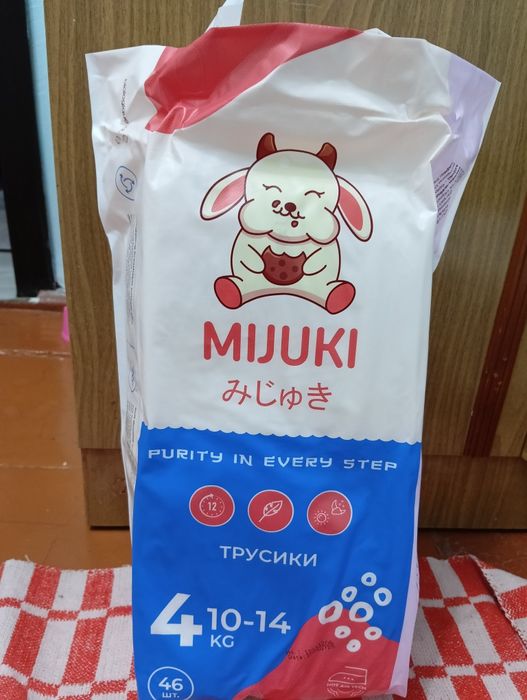 MIJUKI
みじゅき
PURITY IN EVERY STEP
12
ТРУСИКИ
4 10-14
KG
46
шт.